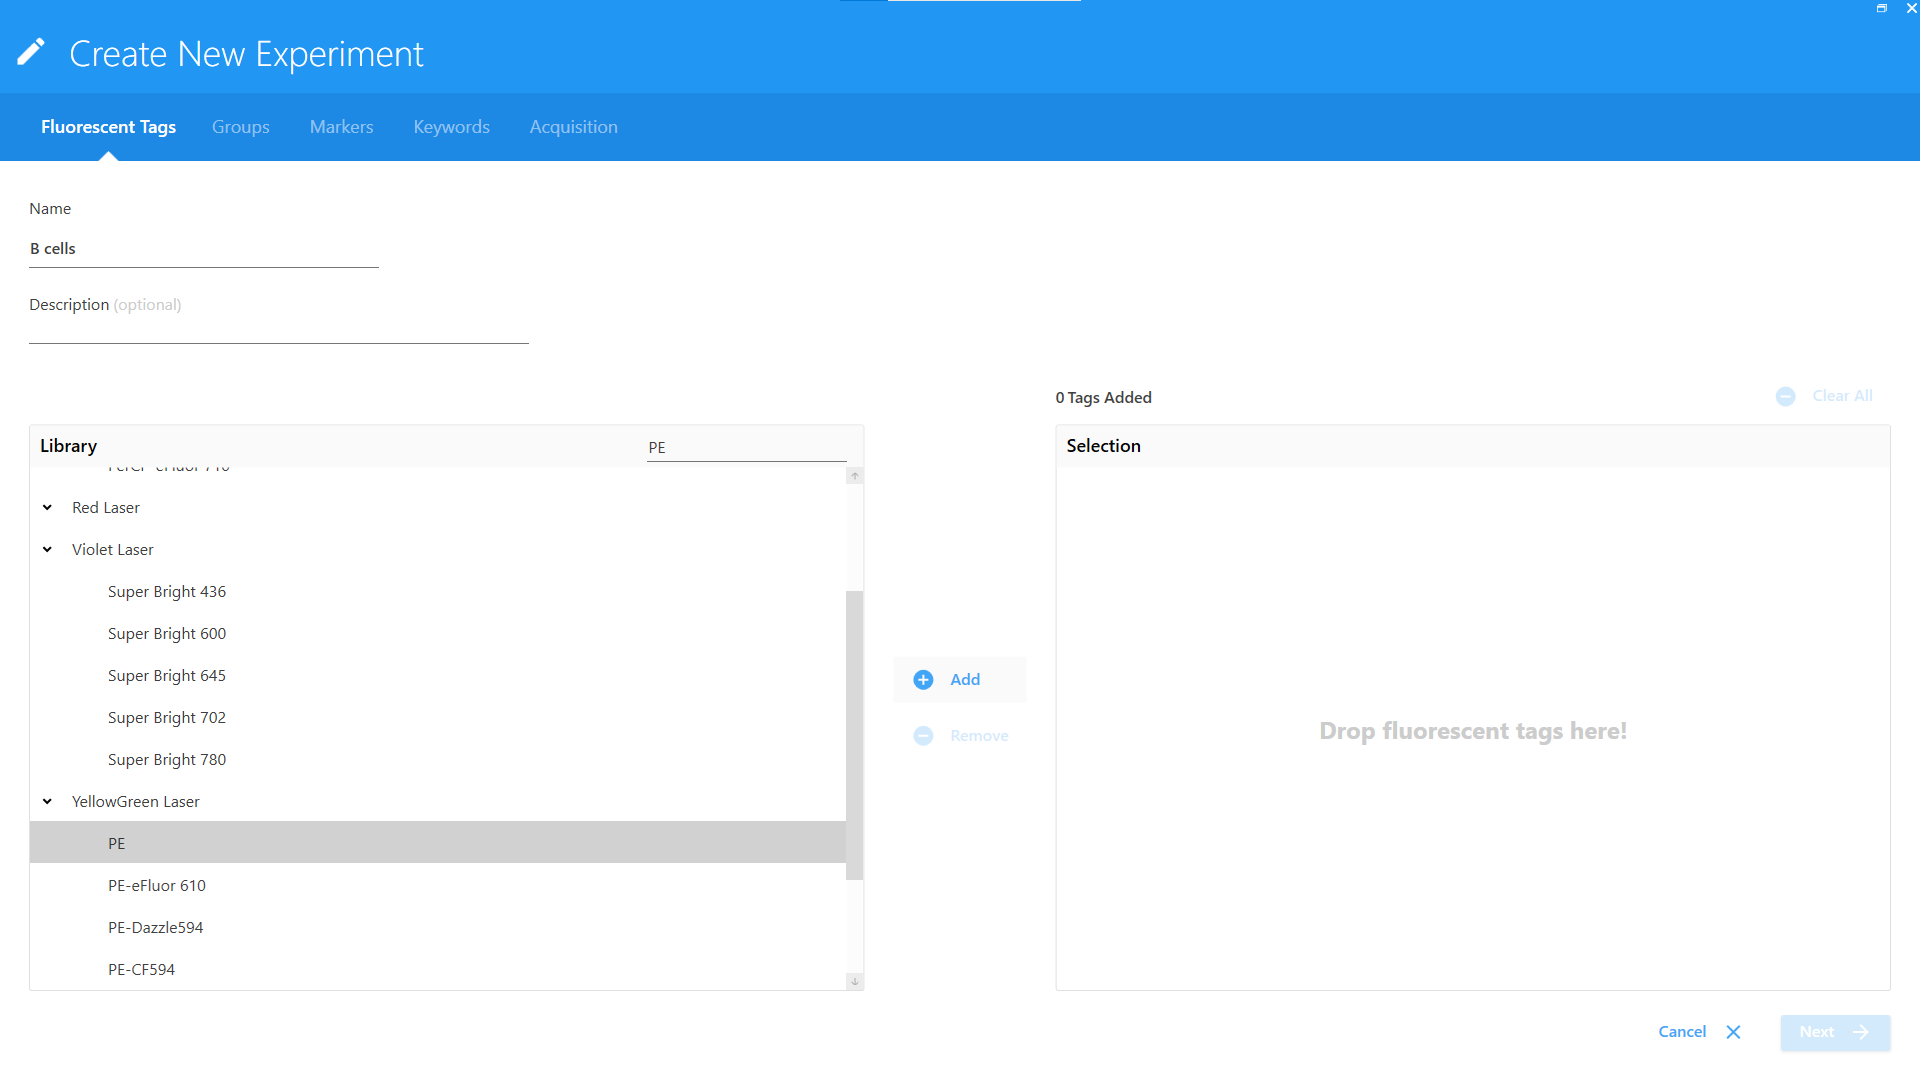 Create New Experiment
Fluorescent Tags Groups Markers Keywords Acquisition
Name
B cells
Description (optional)
0 Tags Added
Clear All
Library
PE
Selection
Red Laser
Violet Laser
Super Bright 436
Super Bright 600
Super Bright 645
Super Bright 702
Super Bright 780
YellowGreen Laser
PE
PE-eFluor 610
PE-Dazzle594
PE-CF594
Add
Remove
Drop fluorescent tags here!
Cancel
Next